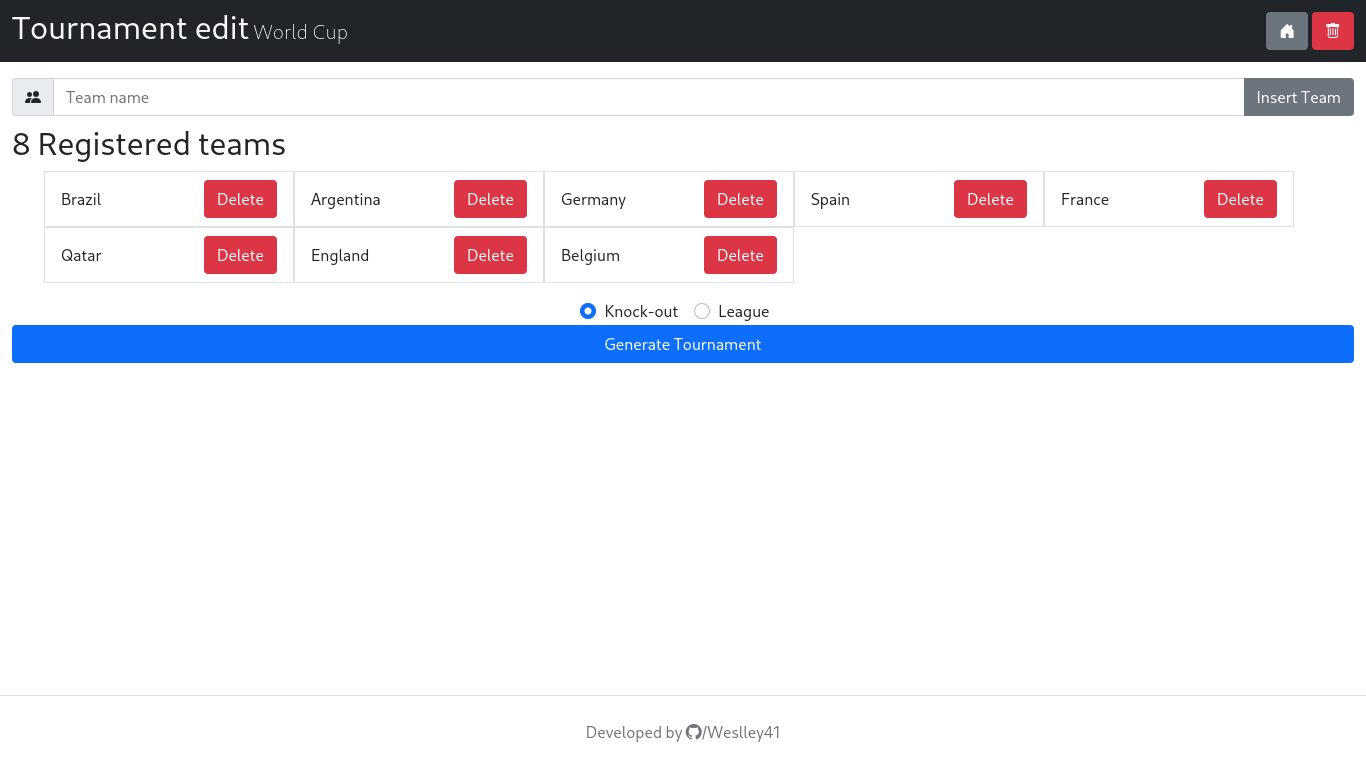 Tournament edit World Cup
Team name Insert Team
8 Registered teams
Brazil Delete Argentina Delete Germany Delete Spain Delete France Delete
Qatar Delete England Delete Belgium Delete
Knock-out League
Generate Tournament
Developed by /Weslley41